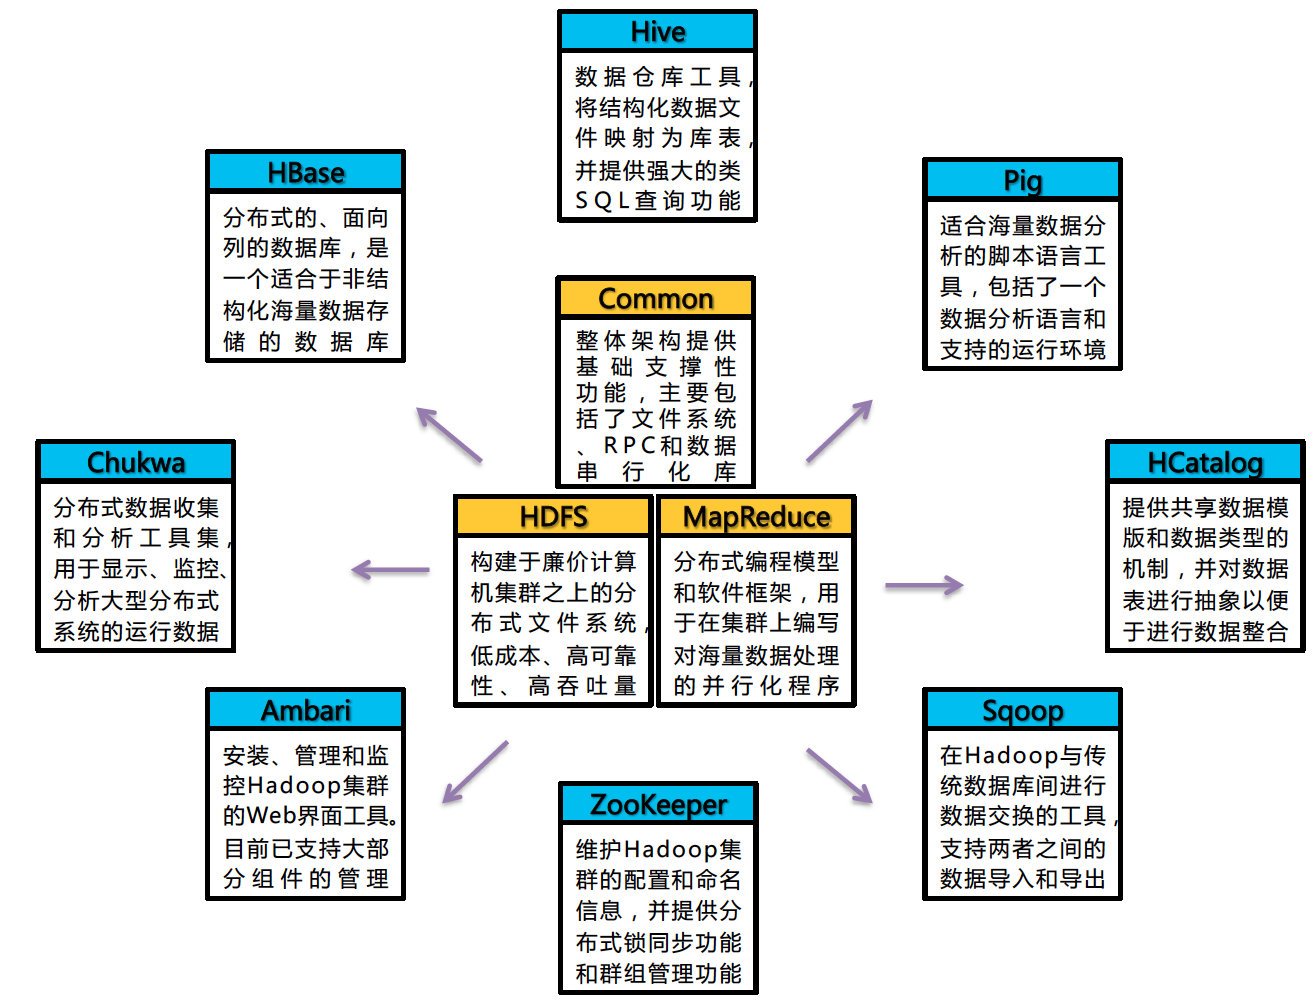 Hive
数据仓库工具，
将结构化数据文
件映射为库表，
并提供强大的类
SQL查询功能
HBase
分布式的、面向
列的数据库，是
一个适合于非结
构化海量数据存
储的数据库
Pig
适合海量数据分
析的脚本语言工
具，包括了一个
数据分析语言和
支持的运行环境
Common
整体架构提供
基础支撑性
功能，主要包
括了文件系统
、RPC和数据
串行化库
Chukwa
分布式数据收集
和分析工具集，
用于显示、监控、
分析大型分布式
系统的运行数据
HDFS
构建于廉价计算
机集群之上的分
布式文件系统，
低成本、高可靠
性、高吞吐量
MapReduce
分布式编程模型
和软件框架，用
于在集群上编写
对海量数据处理
的并行化程序
HCatalog
提供共享数据模
版和数据类型的
机制，并对数据
表进行抽象以便
于进行数据整合
Ambari
安装、管理和监
控Hadoop集群
的Web界面工具。
目前已支持大部
分组件的管理
ZooKeeper
维护Hadoop集
群的配置和命名
信息，并提供分
布式锁同步功能
和群组管理功能
Sqoop
在Hadoop与传
统数据库间进行
数据交换的工具，
支持两者之间的
数据导入和导出